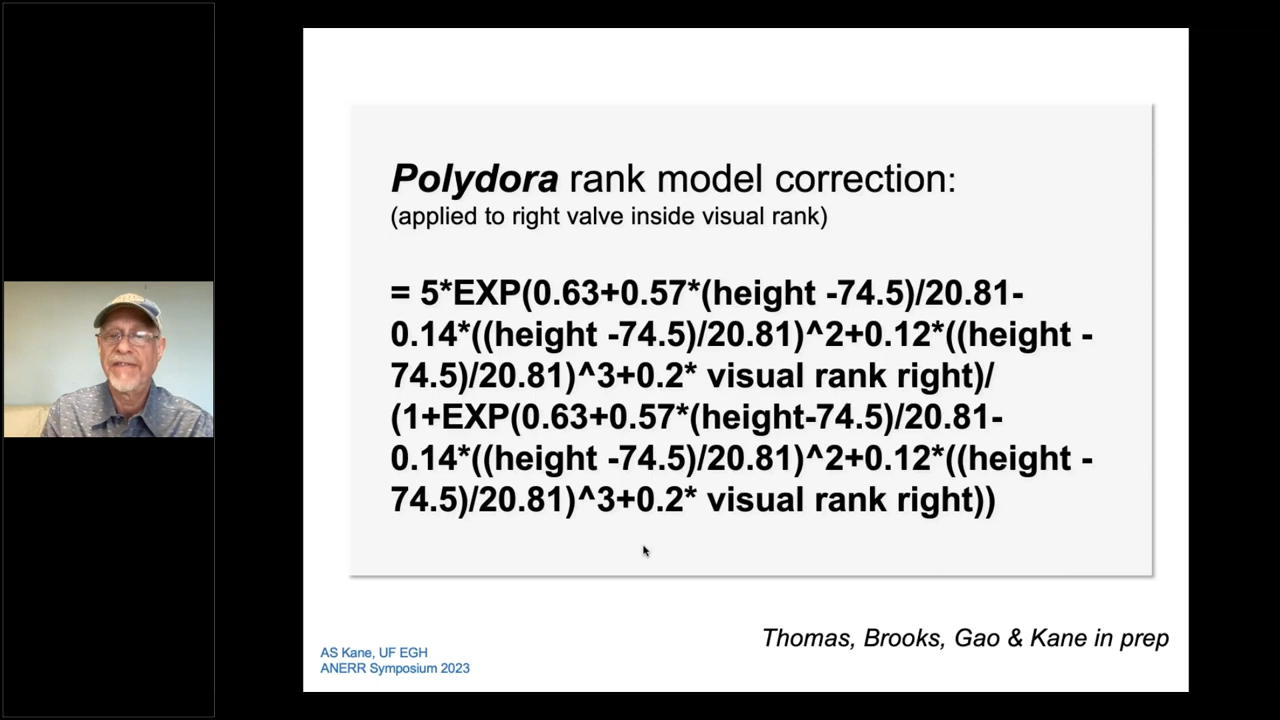 Polydora rank model correction:
(applied to right valve inside visual rank)
= 5*EXP(0.63+0.57*(height -74.5)/20.81-
0.14*((height -74.5)/20.81)^2+0.12*((height -
74.5)/20.81)^3+0.2* visual rank right)/
(1+EXP(0.63+0.57*(height-74.5)/20.81-
0.14*((height -74.5)/20.81)^2+0.12*((height -
74.5)/20.81)^3+0.2* visual rank right))
Thomas, Brooks, Gao & Kane in prep
AS Kane, UF EGH
ANERR Symposium 2023